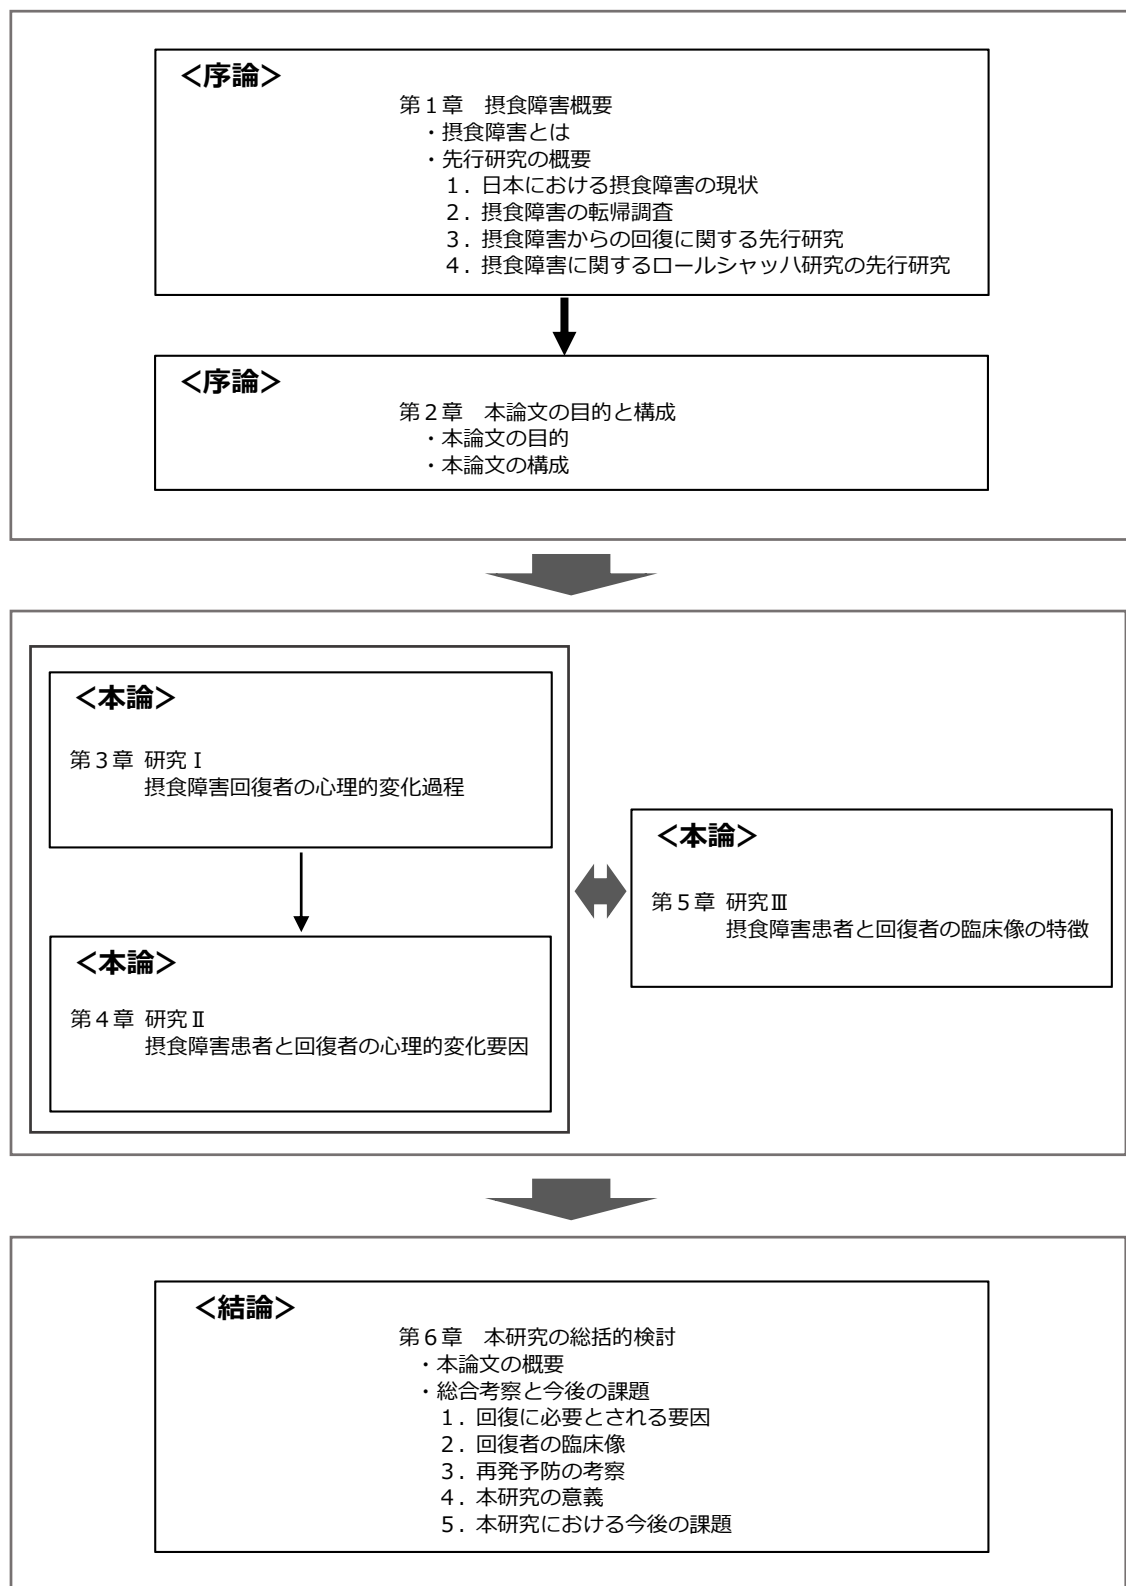 ＜序論＞
第１章　摂食障害概要
・摂食障害とは
・先行研究の概要
１. 日本における摂食障害の現状
２. 摂食障害の転帰調査
３. 摂食障害からの回復に関する先行研究
４. 摂食障害に関するロールシャッハ研究の先行研究
＜序論＞
第２章　本論文の目的と構成
・本論文の目的
・本論文の構成
＜本論＞
第３章 研究Ⅰ
摂食障害回復者の心理的変化過程
＜本論＞
第４章 研究Ⅱ
摂食障害患者と回復者の心理的変化要因
＜本論＞
第５章 研究Ⅲ
摂食障害患者と回復者の臨床像の特徴
＜結論＞
第６章　本研究の総括的検討
・本論文の概要
・総合考察と今後の課題
１. 回復に必要とされる要因
２. 回復者の臨床像
３. 再発予防の考察
４. 本研究の意義
５. 本研究における今後の課題